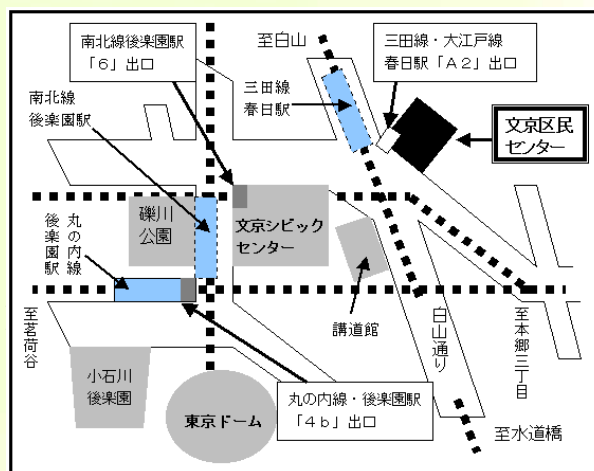 南北線後楽園駅
「6」出口
至白山
三田線・大江戸線
春日駅「A2」出口
南北線
後楽園駅
三田線
春日駅
文京区民
センター
礫川
公園
文京シビック
センター
丸の内線
後楽園駅
講道館
白山通り
至本郷三丁目
至茗荷谷
小石川
後楽園
東京ドーム
丸の内線・後楽園駅
「4b」出口
至水道橋